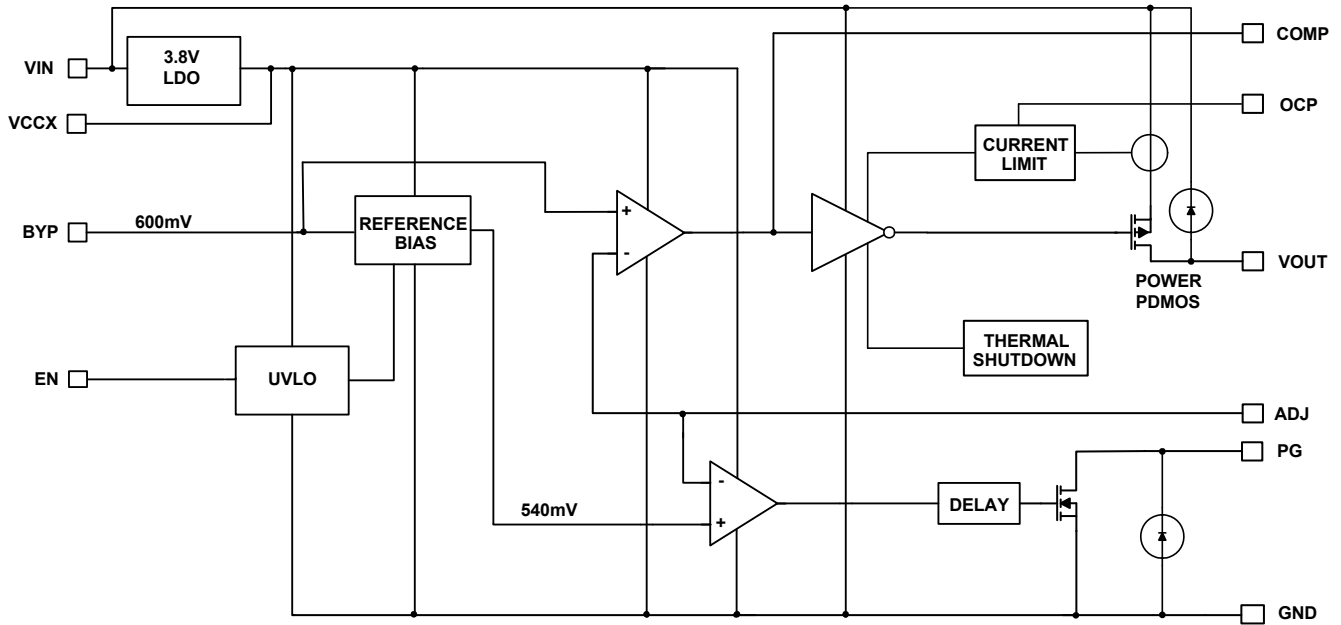 COMP
3.8V
LDO
VIN
OCP
VCCX
CURRENT
LIMIT
600mV
+
BYP
REFERENCE
BIAS
-
VOUT
POWER
PDMOS
THERMAL
SHUTDOWN
EN
UVLO
ADJ
PG
-
540mV
+
DELAY
GND